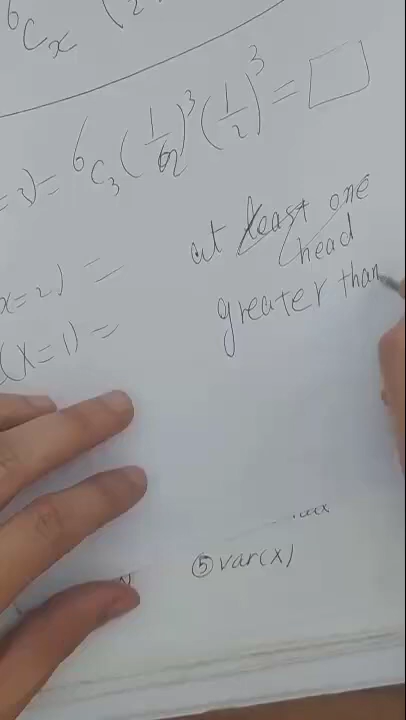 ⁶Cₓ (
= 3) = ⁶C₃ (1/2)³ (1/2)³ = □
at least one
head
x = 2) =
greater than
(X = 1) =
⑤ var(x)